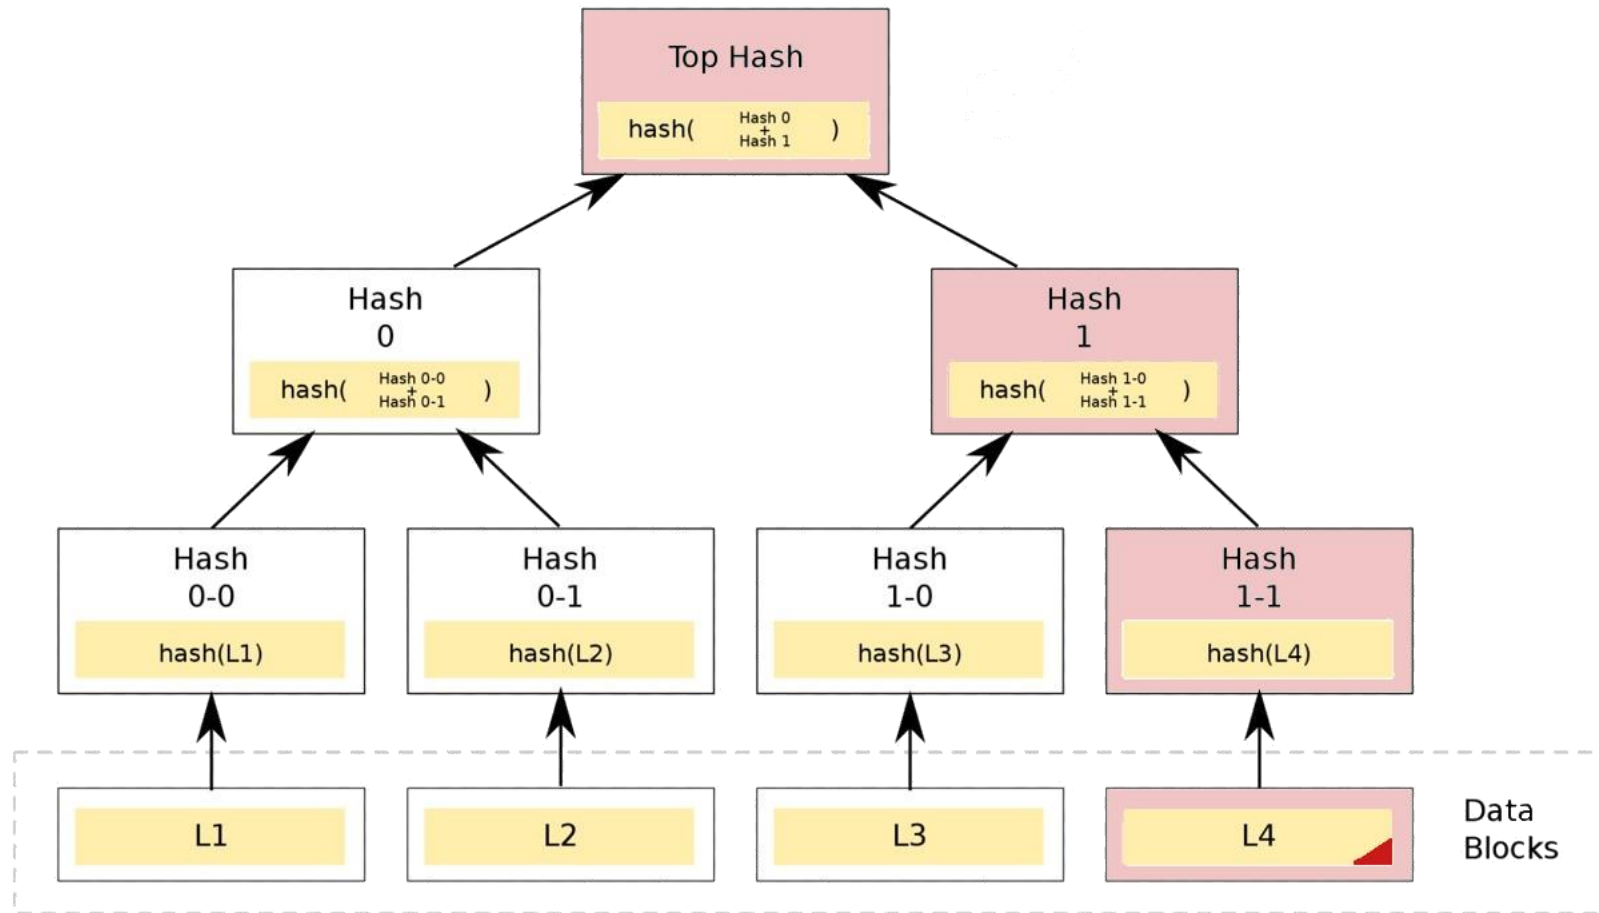 Top Hash
hash( Hash 0 + Hash 1 )
Hash
0
hash( Hash 0-0 + Hash 0-1 )
Hash
1
hash( Hash 1-0 + Hash 1-1 )
Hash
0-0
hash(L1)
Hash
0-1
hash(L2)
Hash
1-0
hash(L3)
Hash
1-1
hash(L4)
L1
L2
L3
L4
Data
Blocks